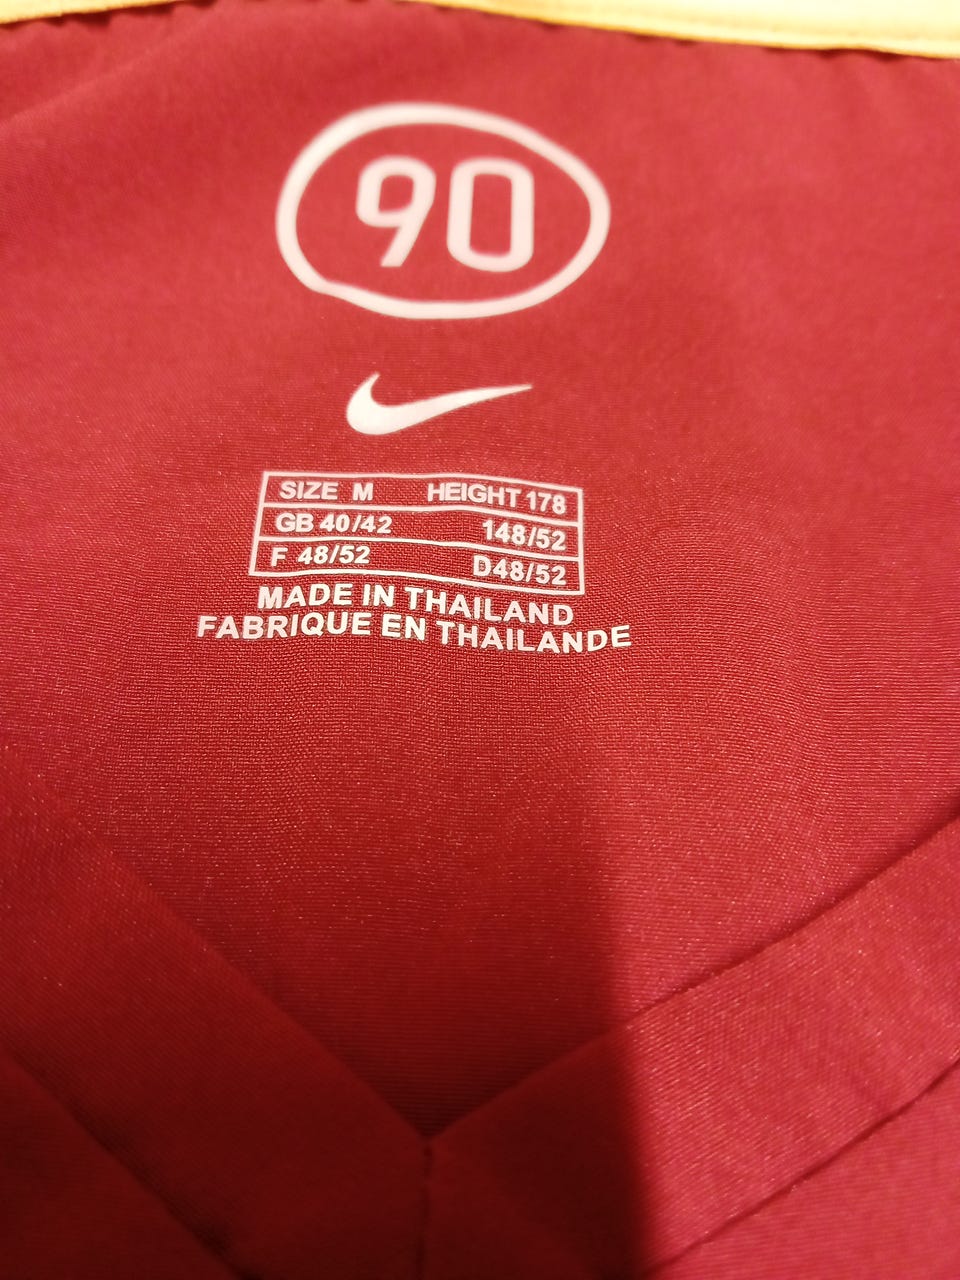 90
SIZE M HEIGHT 178
GB 40/42 148/52
F 48/52 D48/52
MADE IN THAILAND
FABRIQUE EN THAILANDE